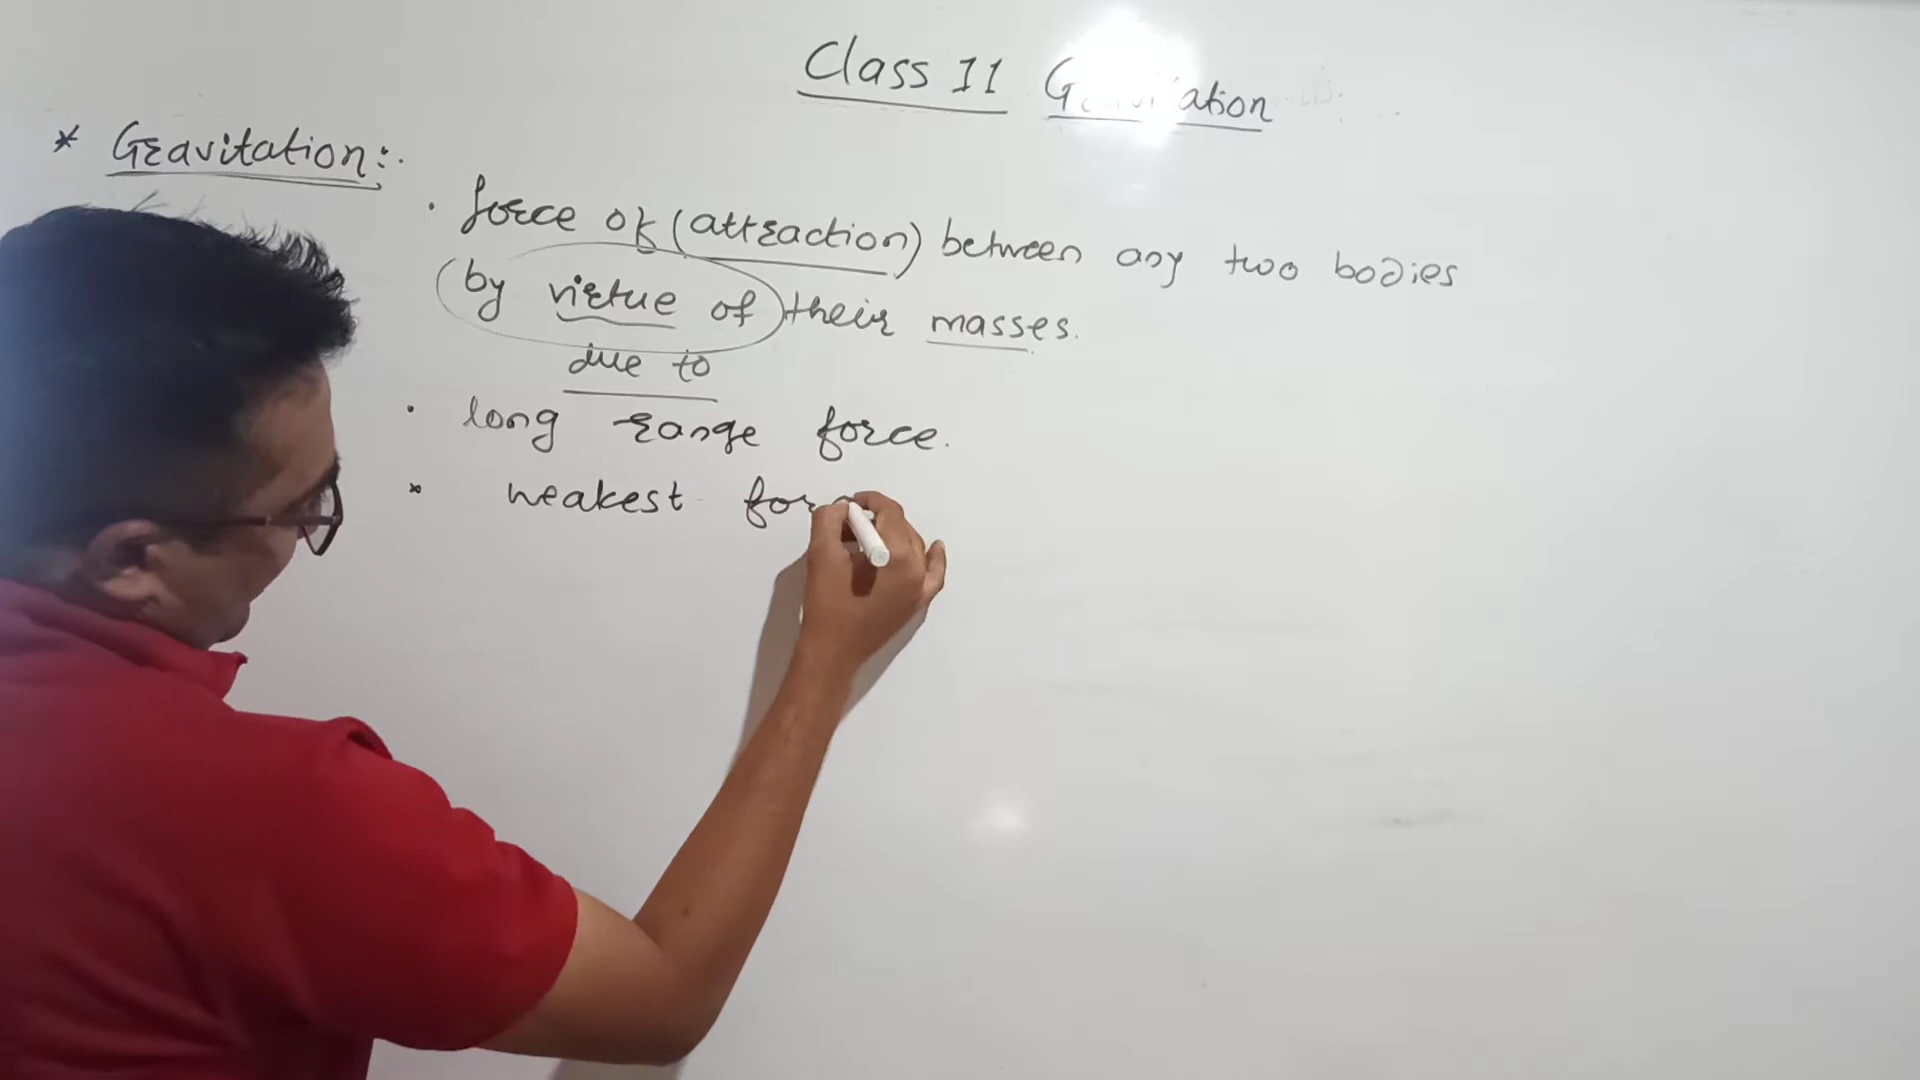 Class 11 Gravitation
* Gravitation:-
· force of (attraction) between any two bodies
(by virtue of) their masses.
due to
· long range force.
· weakest for